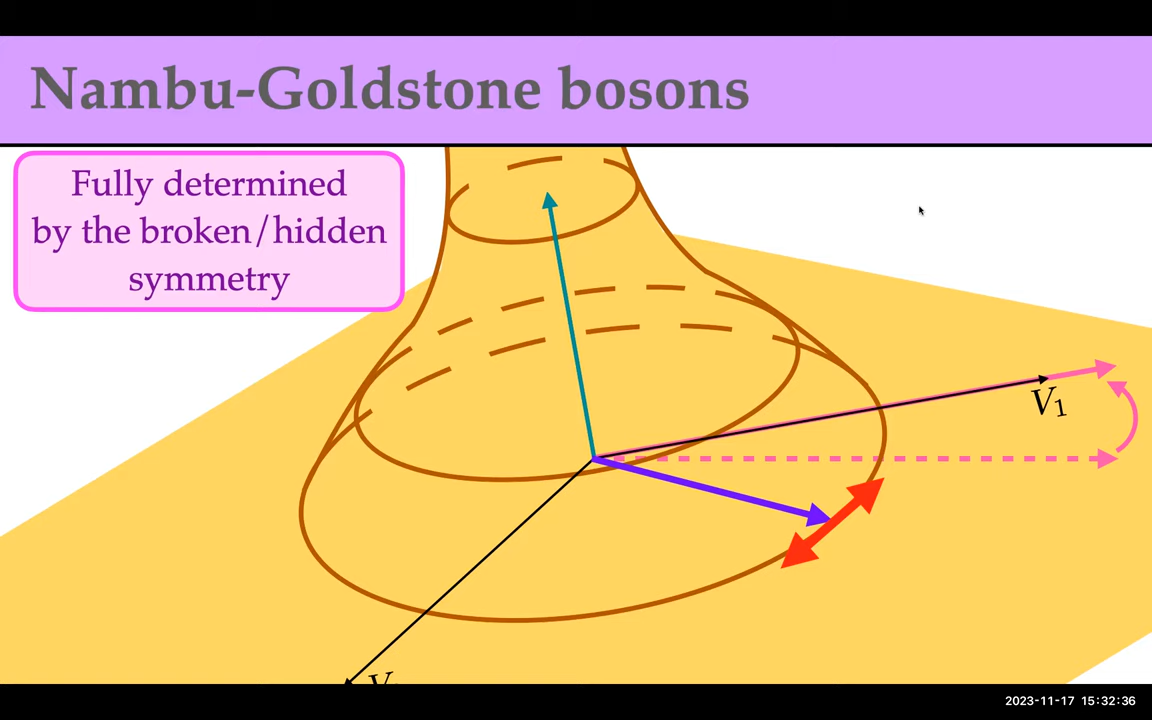 Nambu-Goldstone bosons
Fully determined
by the broken/hidden
symmetry
V₁
2023-11-17 15:32:36